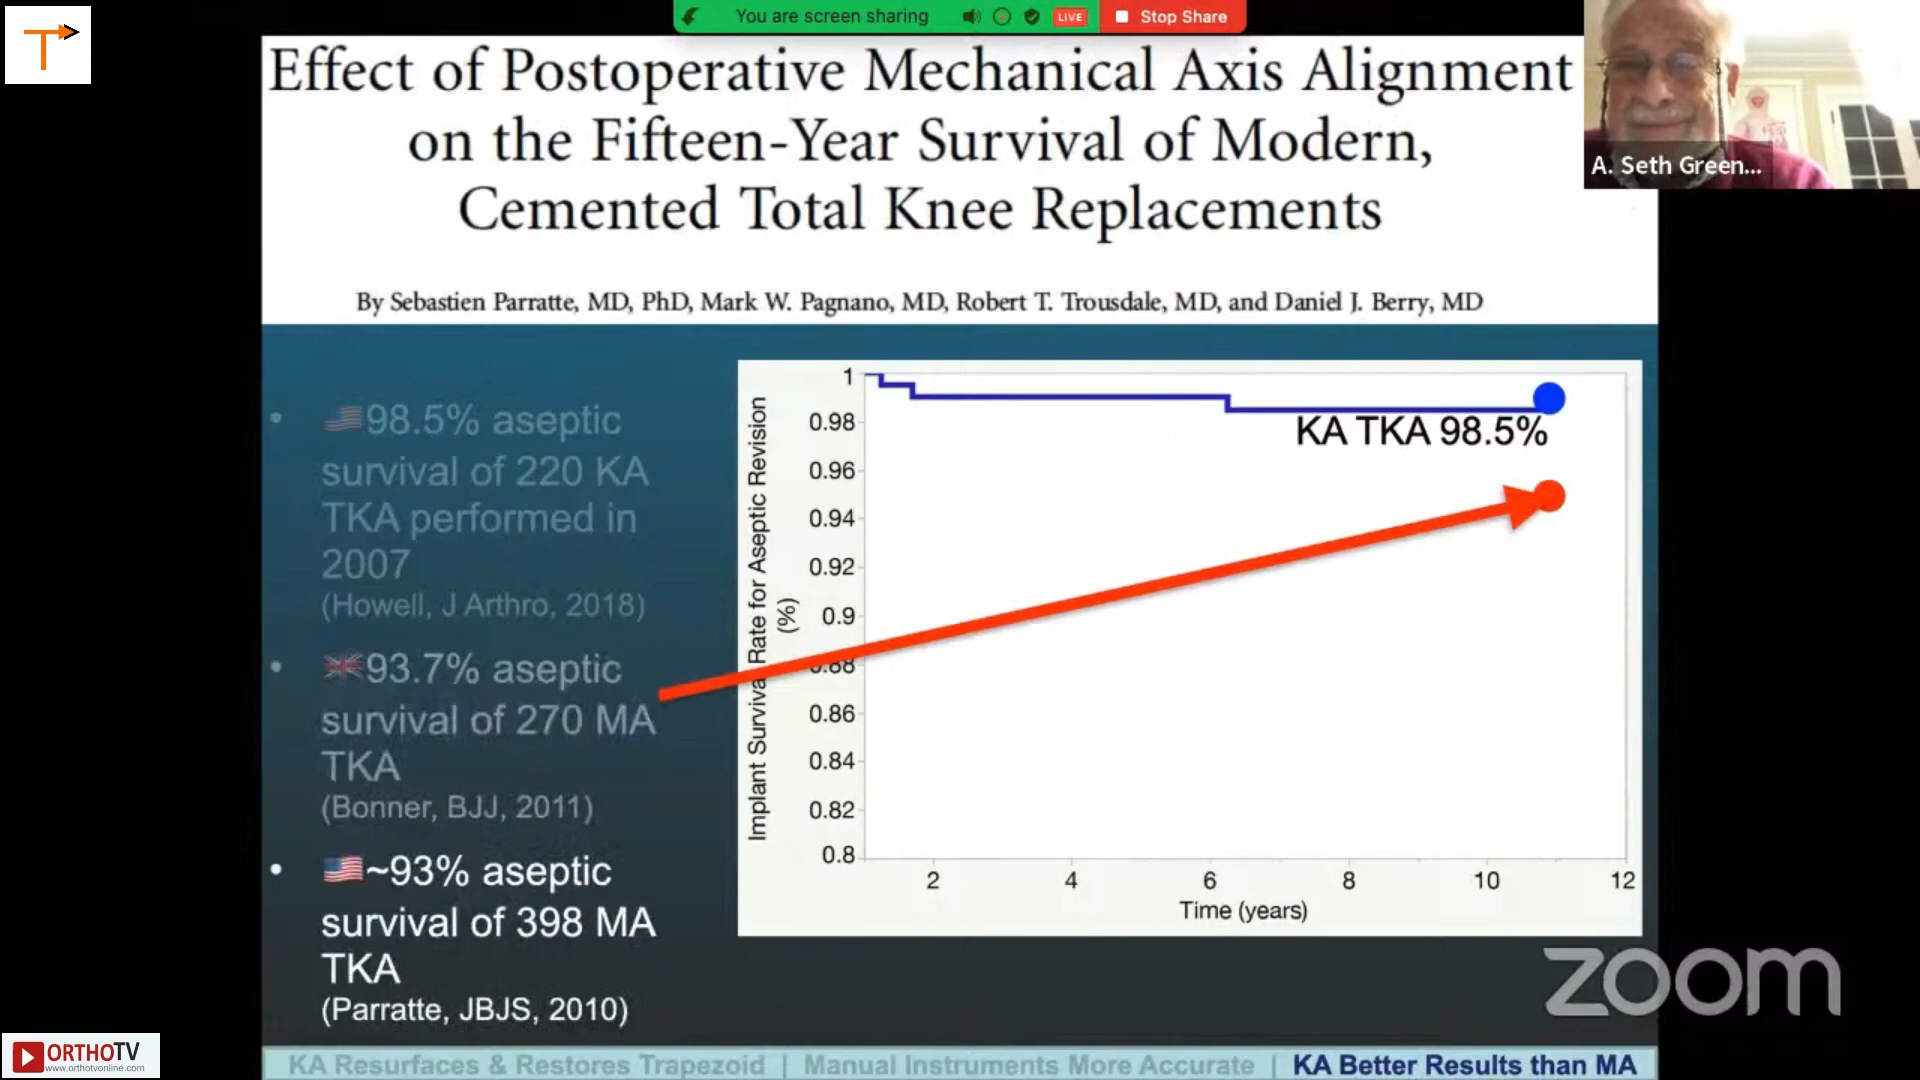 You are screen sharing
LIVE
Stop Share
T
Effect of Postoperative Mechanical Axis Alignment
on the Fifteen-Year Survival of Modern,
Cemented Total Knee Replacements
A. Seth Green...
By Sebastien Parratte, MD, PhD, Mark W. Pagnano, MD, Robert T. Trousdale, MD, and Daniel J. Berry, MD
• 98.5% aseptic
survival of 220 KA
TKA performed in
2007
(Howell, J Arthro, 2018)
• 93.7% aseptic
survival of 270 MA
TKA
(Bonner, BJJ, 2011)
• ~93% aseptic
survival of 398 MA
TKA
(Parratte, JBJS, 2010)
Implant Survival Rate for Aseptic Revision
(%)
1
0.98
0.96
0.94
0.92
0.9
0.88
0.86
0.84
0.82
0.8
KA TKA 98.5%
2 4 6 8 10 12
Time (years)
zoom
ORTHOTV
www.orthotvonline.com
KA Resurfaces & Restores Trapezoid | Manual Instruments More Accurate | KA Better Results than MA